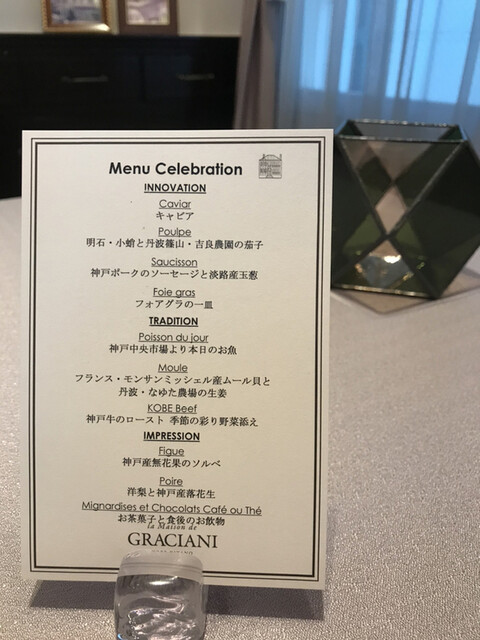 Menu Celebration
INNOVATION
Caviar
キャビア
Poulpe
明石・小蛸と丹波篠山・吉良農園の茄子
Saucisson
神戸ポークのソーセージと淡路産玉葱
Foie gras
フォアグラの一皿
TRADITION
Poisson du jour
神戸中央市場より本日のお魚
Moule
フランス・モンサンミッシェル産ムール貝と
丹波・なゆた農場の生姜
KOBE Beef
神戸牛のロースト 季節の彩り野菜添え
IMPRESSION
Figue
神戸産無花果のソルベ
Poire
洋梨と神戸産落花生
Mignardises et Chocolats Café ou Thé
お茶菓子と食後のお飲物
la Maison de
GRACIANI